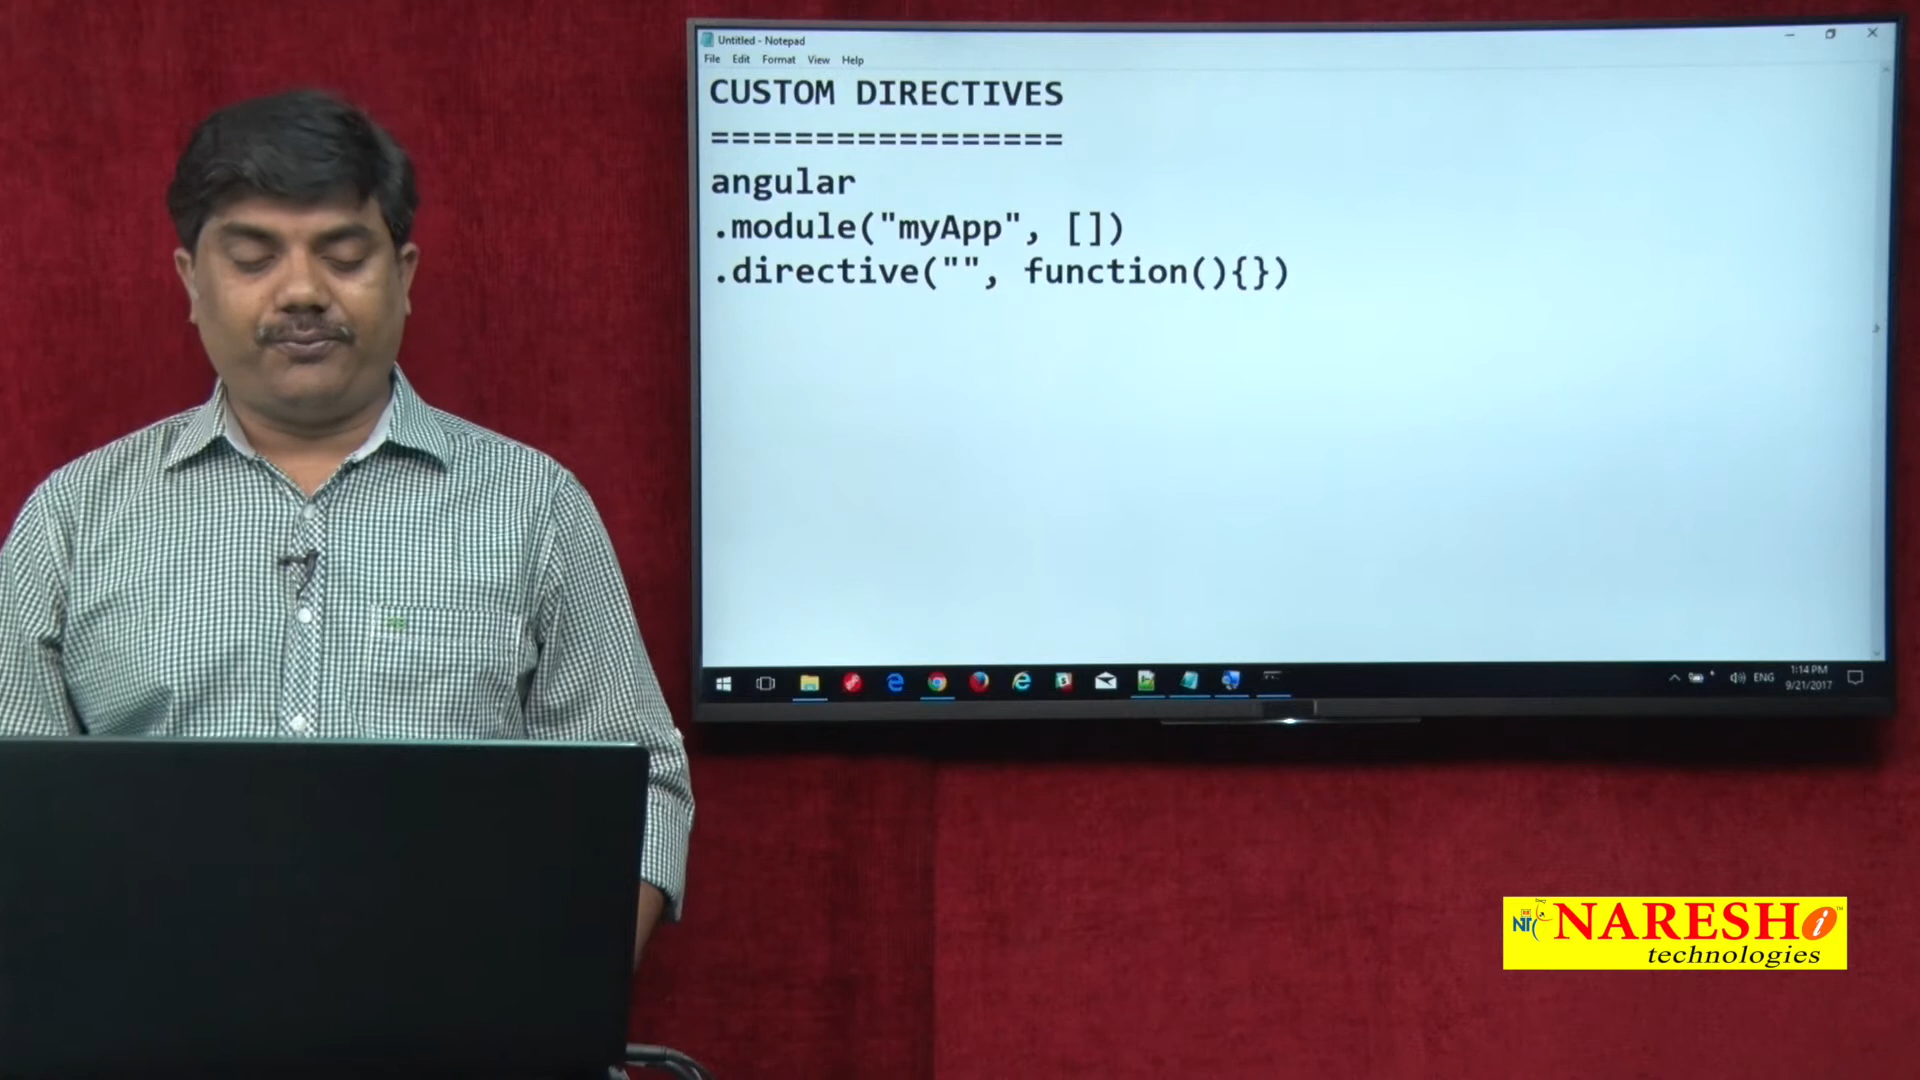 Untitled - Notepad
File Edit Format View Help
CUSTOM DIRECTIVES
=================
angular
.module("myApp", [])
.directive("", function(){})
ENG
1:14 PM
9/21/2017
NT
NARESH i
technologies